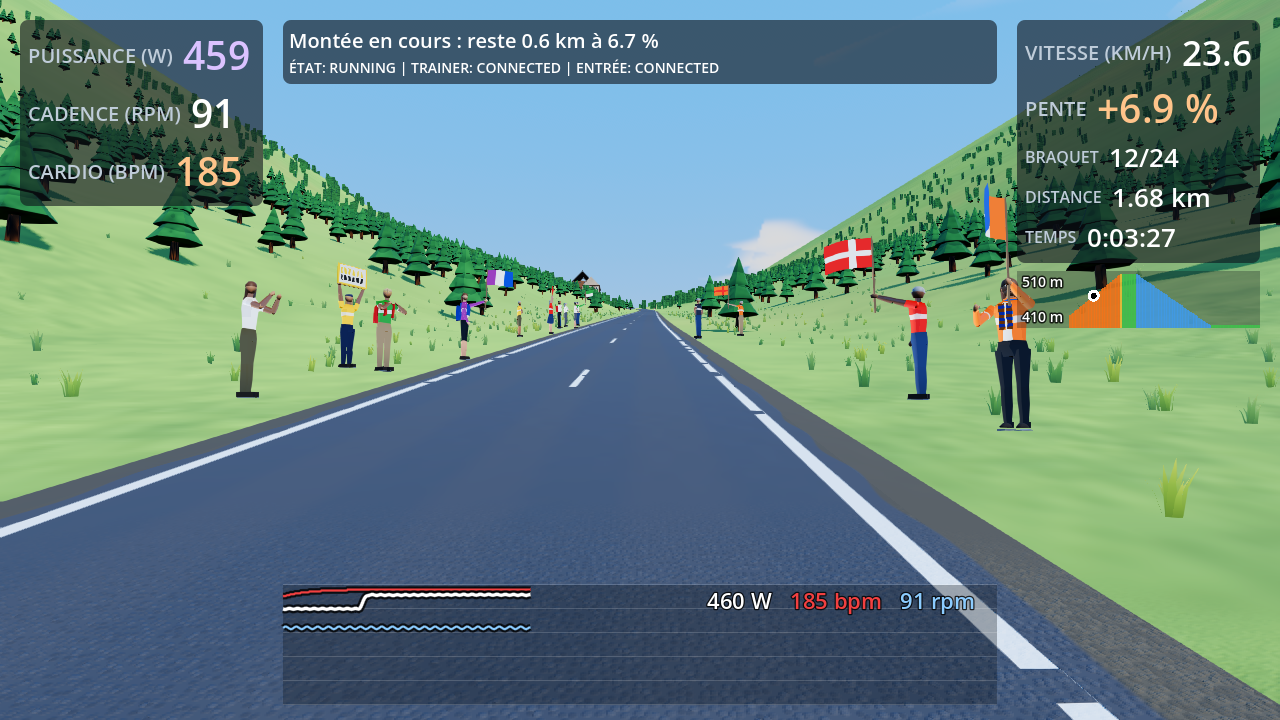 PUISSANCE (W) 459
CADENCE (RPM) 91
CARDIO (BPM) 185
Montée en cours : reste 0.6 km à 6.7 %
ÉTAT: RUNNING | TRAINER: CONNECTED | ENTRÉE: CONNECTED
VITESSE (KM/H) 23.6
PENTE +6.9 %
BRAQUET 12/24
DISTANCE 1.68 km
TEMPS 0:03:27
510 m
410 m
460 W 185 bpm 91 rpm